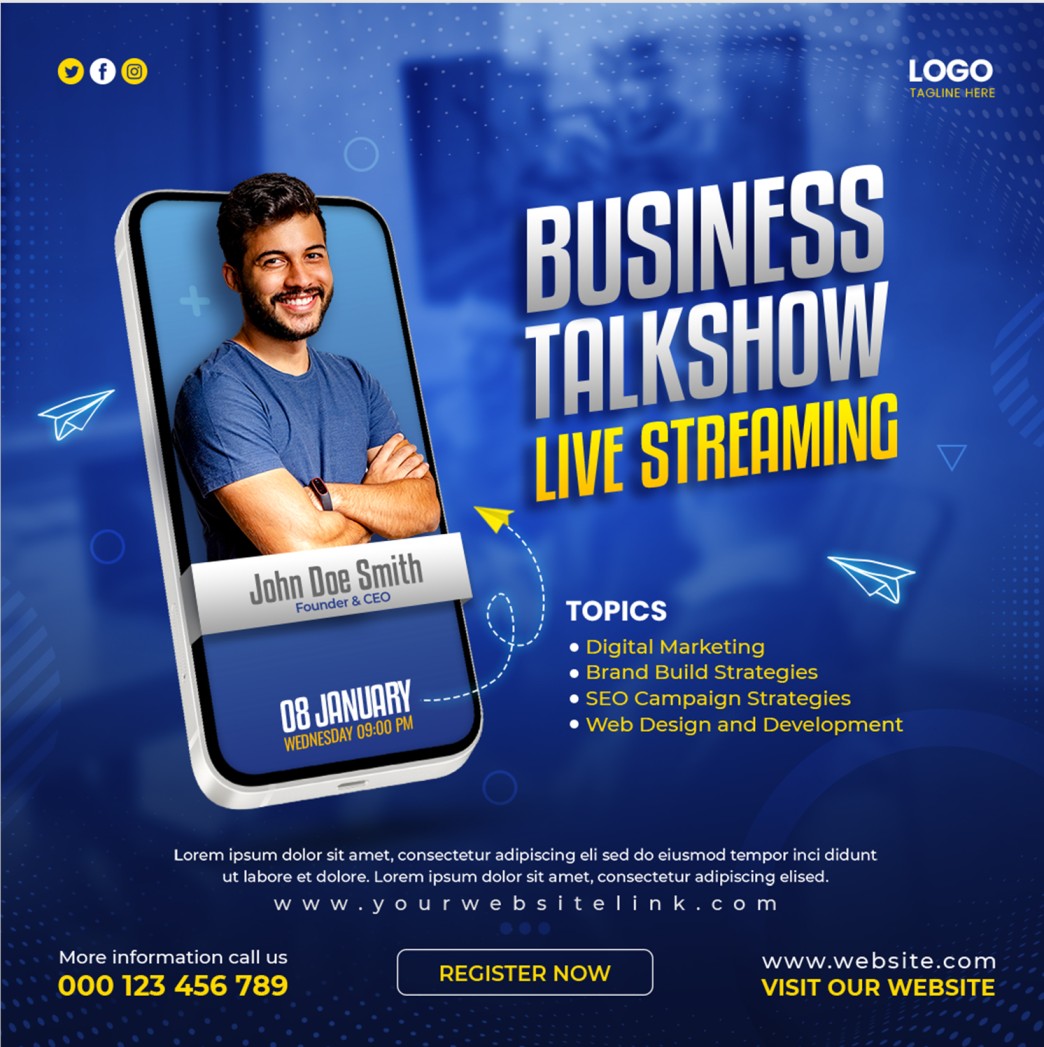 LOGO
TAGLINE HERE
BUSINESS
TALKSHOW
LIVE STREAMING
John Doe Smith
Founder & CEO
08 JANUARY
WEDNESDAY 09:00 PM
TOPICS
• Digital Marketing
• Brand Build Strategies
• SEO Campaign Strategies
• Web Design and Development
Lorem ipsum dolor sit amet, consectetur adipiscing eli sed do eiusmod tempor inci didunt
ut labore et dolore. Lorem ipsum dolor sit amet, consectetur adipiscing elised.
www.yourwebsitelink.com
More information call us
000 123 456 789
REGISTER NOW
www.website.com
VISIT OUR WEBSITE